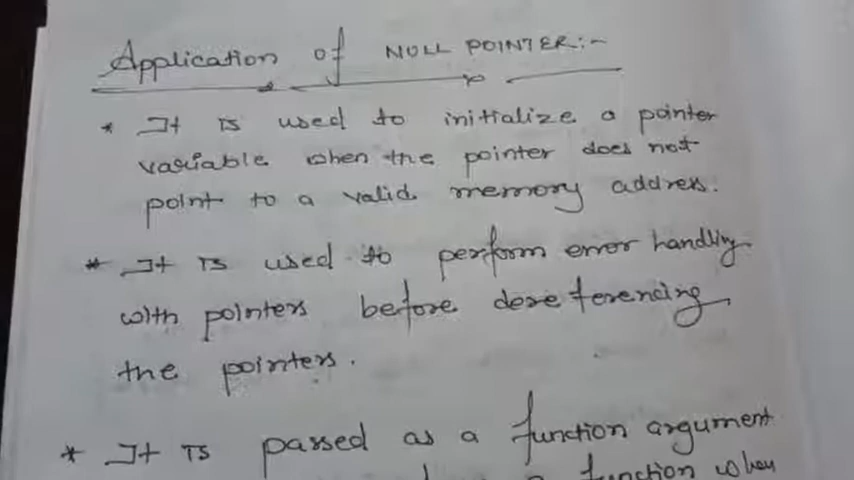 Application of NULL POINTER:-
* It is used to initialize a pointer
variable when the pointer does not
point to a valid memory address.
* It is used to perform error handling
with pointers before dereferencing
the pointers.
* It is passed as a function argument
a function when